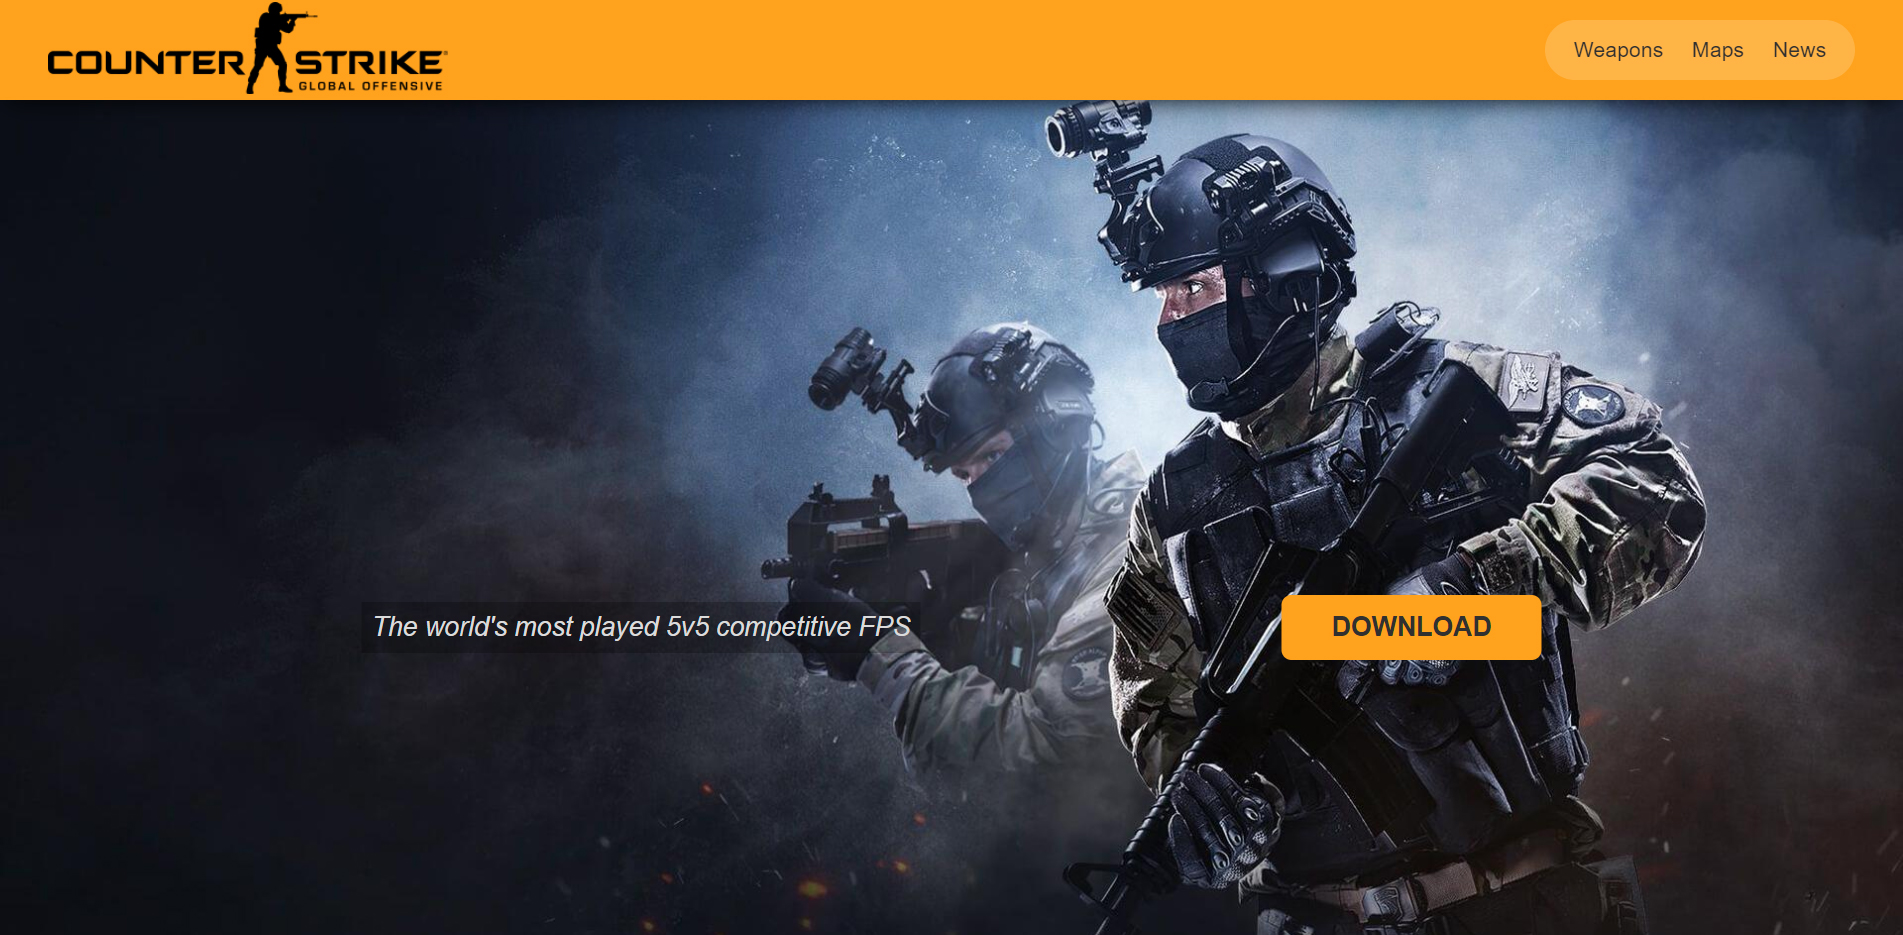 COUNTER STRIKE
GLOBAL OFFENSIVE
Weapons Maps News
The world's most played 5v5 competitive FPS
DOWNLOAD